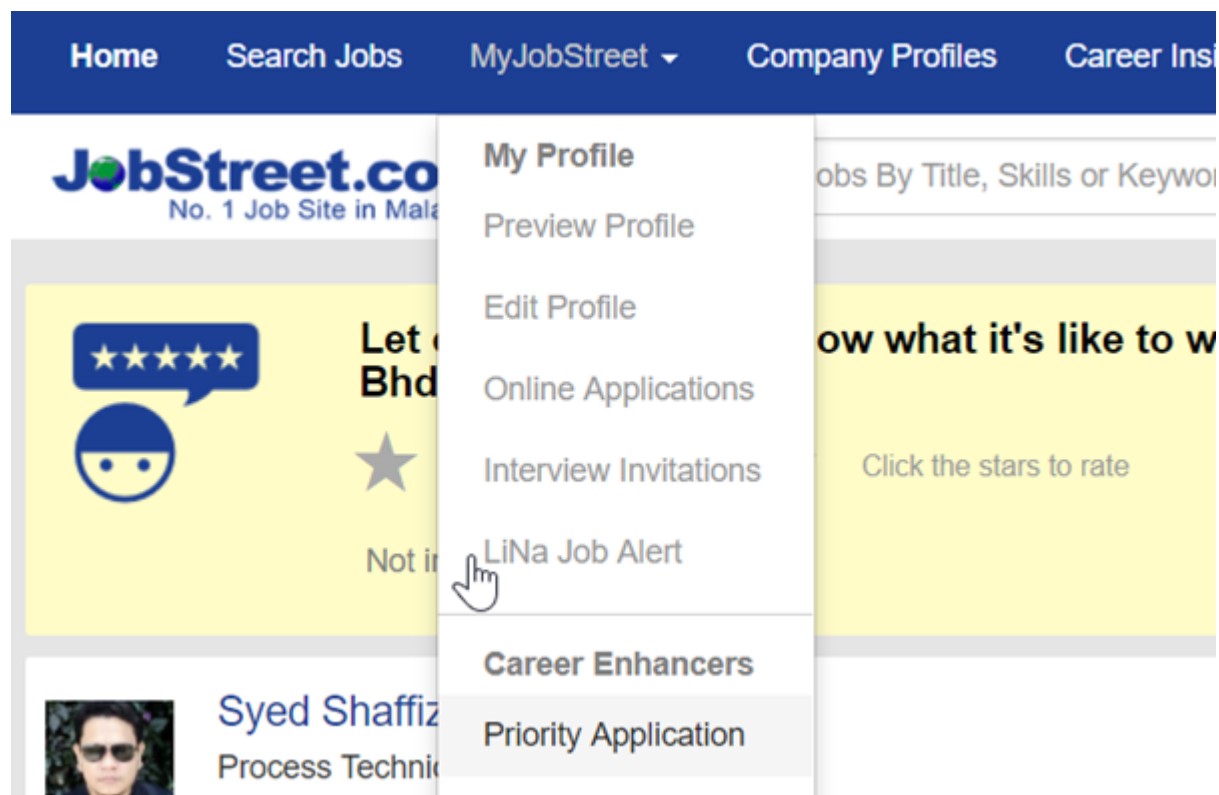 Home Search Jobs MyJobStreet Company Profiles Career Insi
JobStreet.co
No. 1 Job Site in Mala
obs By Title, Skills or Keywor
My Profile
Preview Profile
Edit Profile
Online Applications
Interview Invitations
LiNa Job Alert
Career Enhancers
Priority Application
Let
ow what it's like to w
Bhd
Click the stars to rate
Not in
Syed Shaffiz
Process Technic